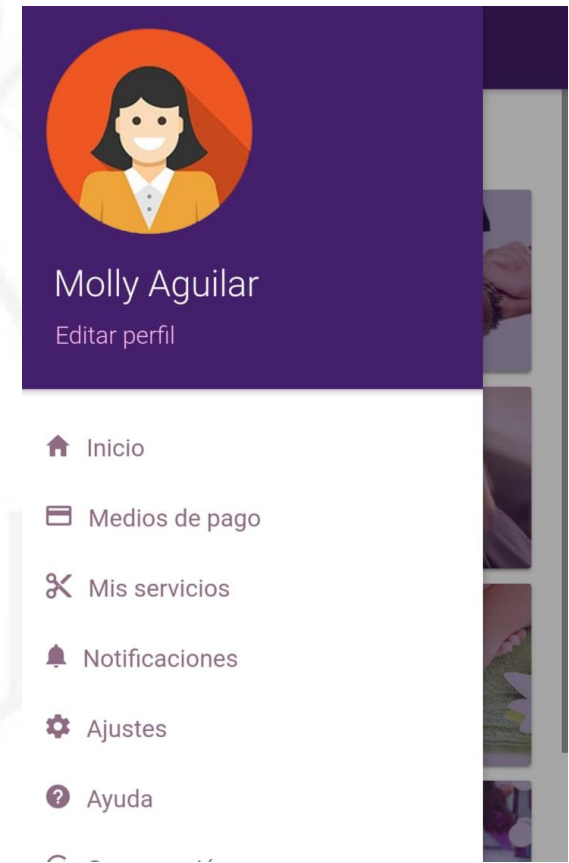 Molly Aguilar
Editar perfil
Inicio
Medios de pago
Mis servicios
Notificaciones
Ajustes
Ayuda